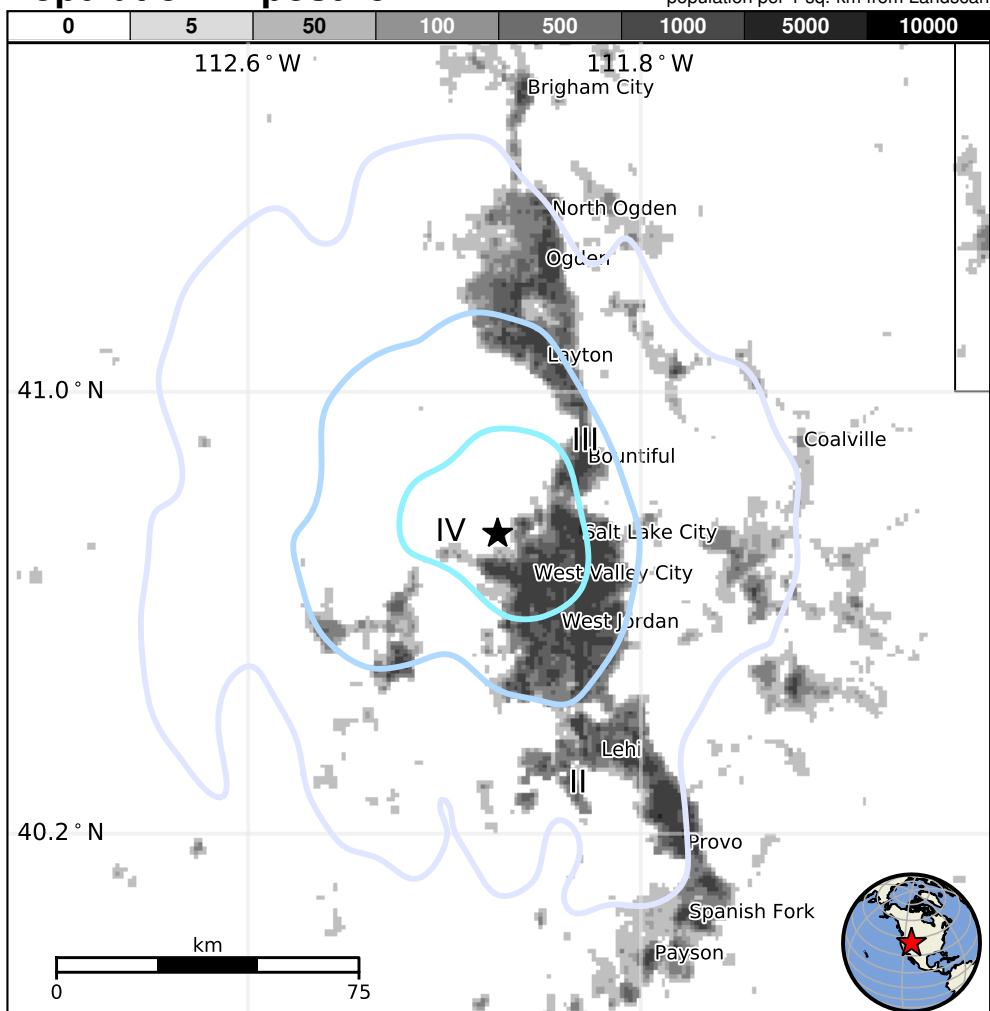 population per 1 sq. km from Landscan
0 5 50 100 500 1000 5000 10000
112.6°W 111.8°W
Brigham City
North Ogden
Ogden
Layton
41.0°N
III
Coalville
Bountiful
IV
Salt Lake City
West Valley City
West Jordan
Lehi
II
40.2°N
Provo
Spanish Fork
km
Payson
0 75